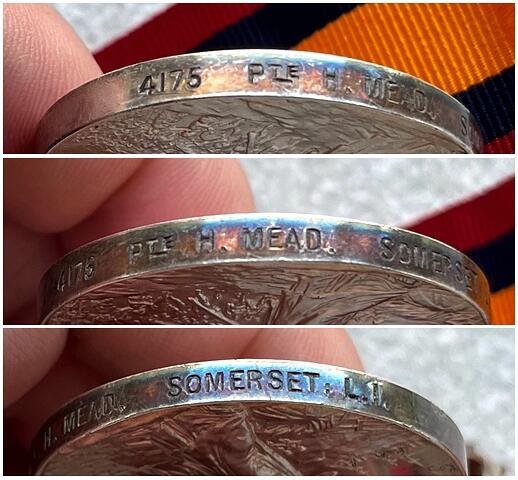 4175 PTE H. MEAD. S
4175 PTE H. MEAD. SOMERSET
H. MEAD. SOMERSET: L.I.